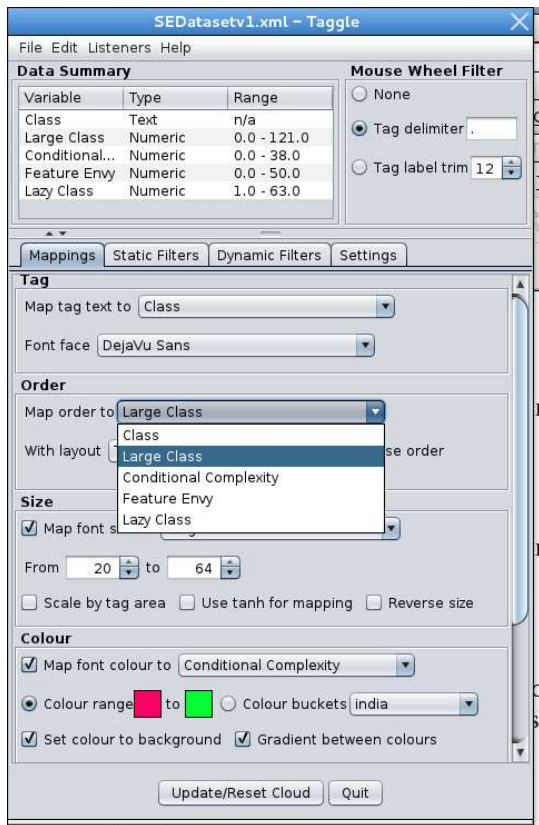 SEDatasetv1.xml – Taggle
File Edit Listeners Help
Data Summary
Variable Type Range
Class Text n/a
Large Class Numeric 0.0 - 121.0
Conditional... Numeric 0.0 - 38.0
Feature Envy Numeric 0.0 - 50.0
Lazy Class Numeric 1.0 - 63.0
Mouse Wheel Filter
None
Tag delimiter .
Tag label trim 12
Mappings Static Filters Dynamic Filters Settings
Tag
Map tag text to Class
Font face DejaVu Sans
Order
Map order to Large Class
Class
Large Class
Conditional Complexity
Feature Envy
Lazy Class
With layout
se order
Size
Map font s
From 20 to 64
Scale by tag area Use tanh for mapping Reverse size
Colour
Map font colour to Conditional Complexity
Colour range to Colour buckets india
Set colour to background Gradient between colours
Update/Reset Cloud Quit